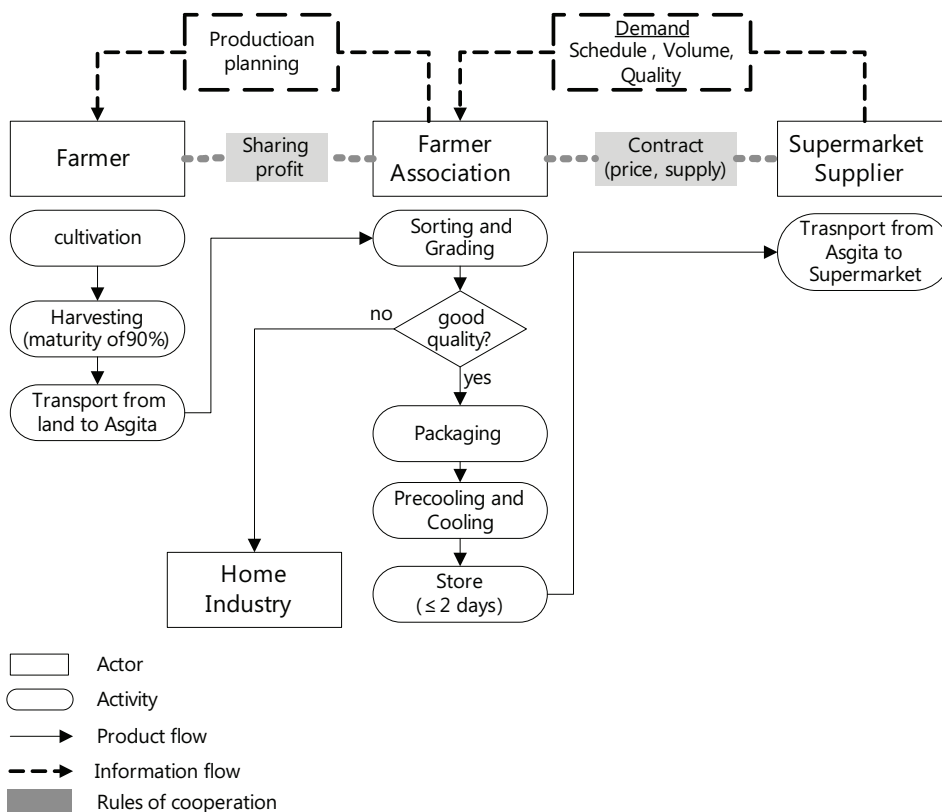 Productioan
planning
Demand
Schedule , Volume,
Quality
Farmer
Sharing
profit
Farmer
Association
Contract
(price, supply)
Supermarket
Supplier
cultivation
Sorting and
Grading
Trasnport from
Asgita to
Supermarket
Harvesting
(maturity of 90%)
no
good
quality?
yes
Transport from
land to Asgita
Packaging
Precooling and
Cooling
Home
Industry
Store
(≤ 2 days)
Actor
Activity
Product flow
Information flow
Rules of cooperation